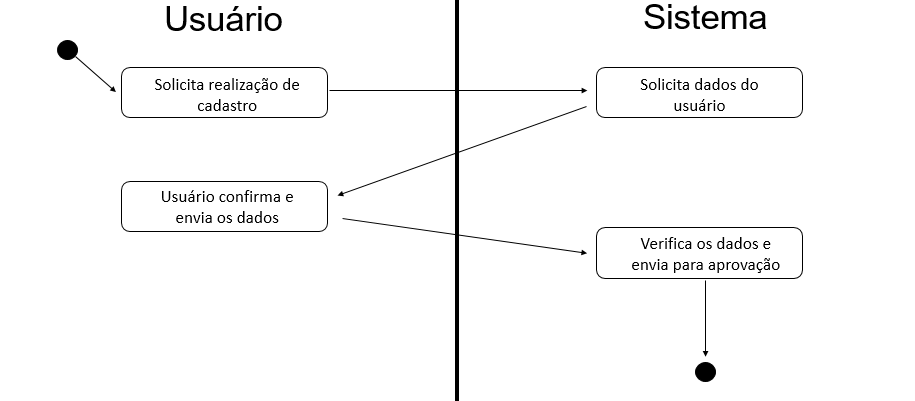 Usuário
Sistema
Solicita realização de
cadastro
Solicita dados do
usuário
Usuário confirma e
envia os dados
Verifica os dados e
envia para aprovação